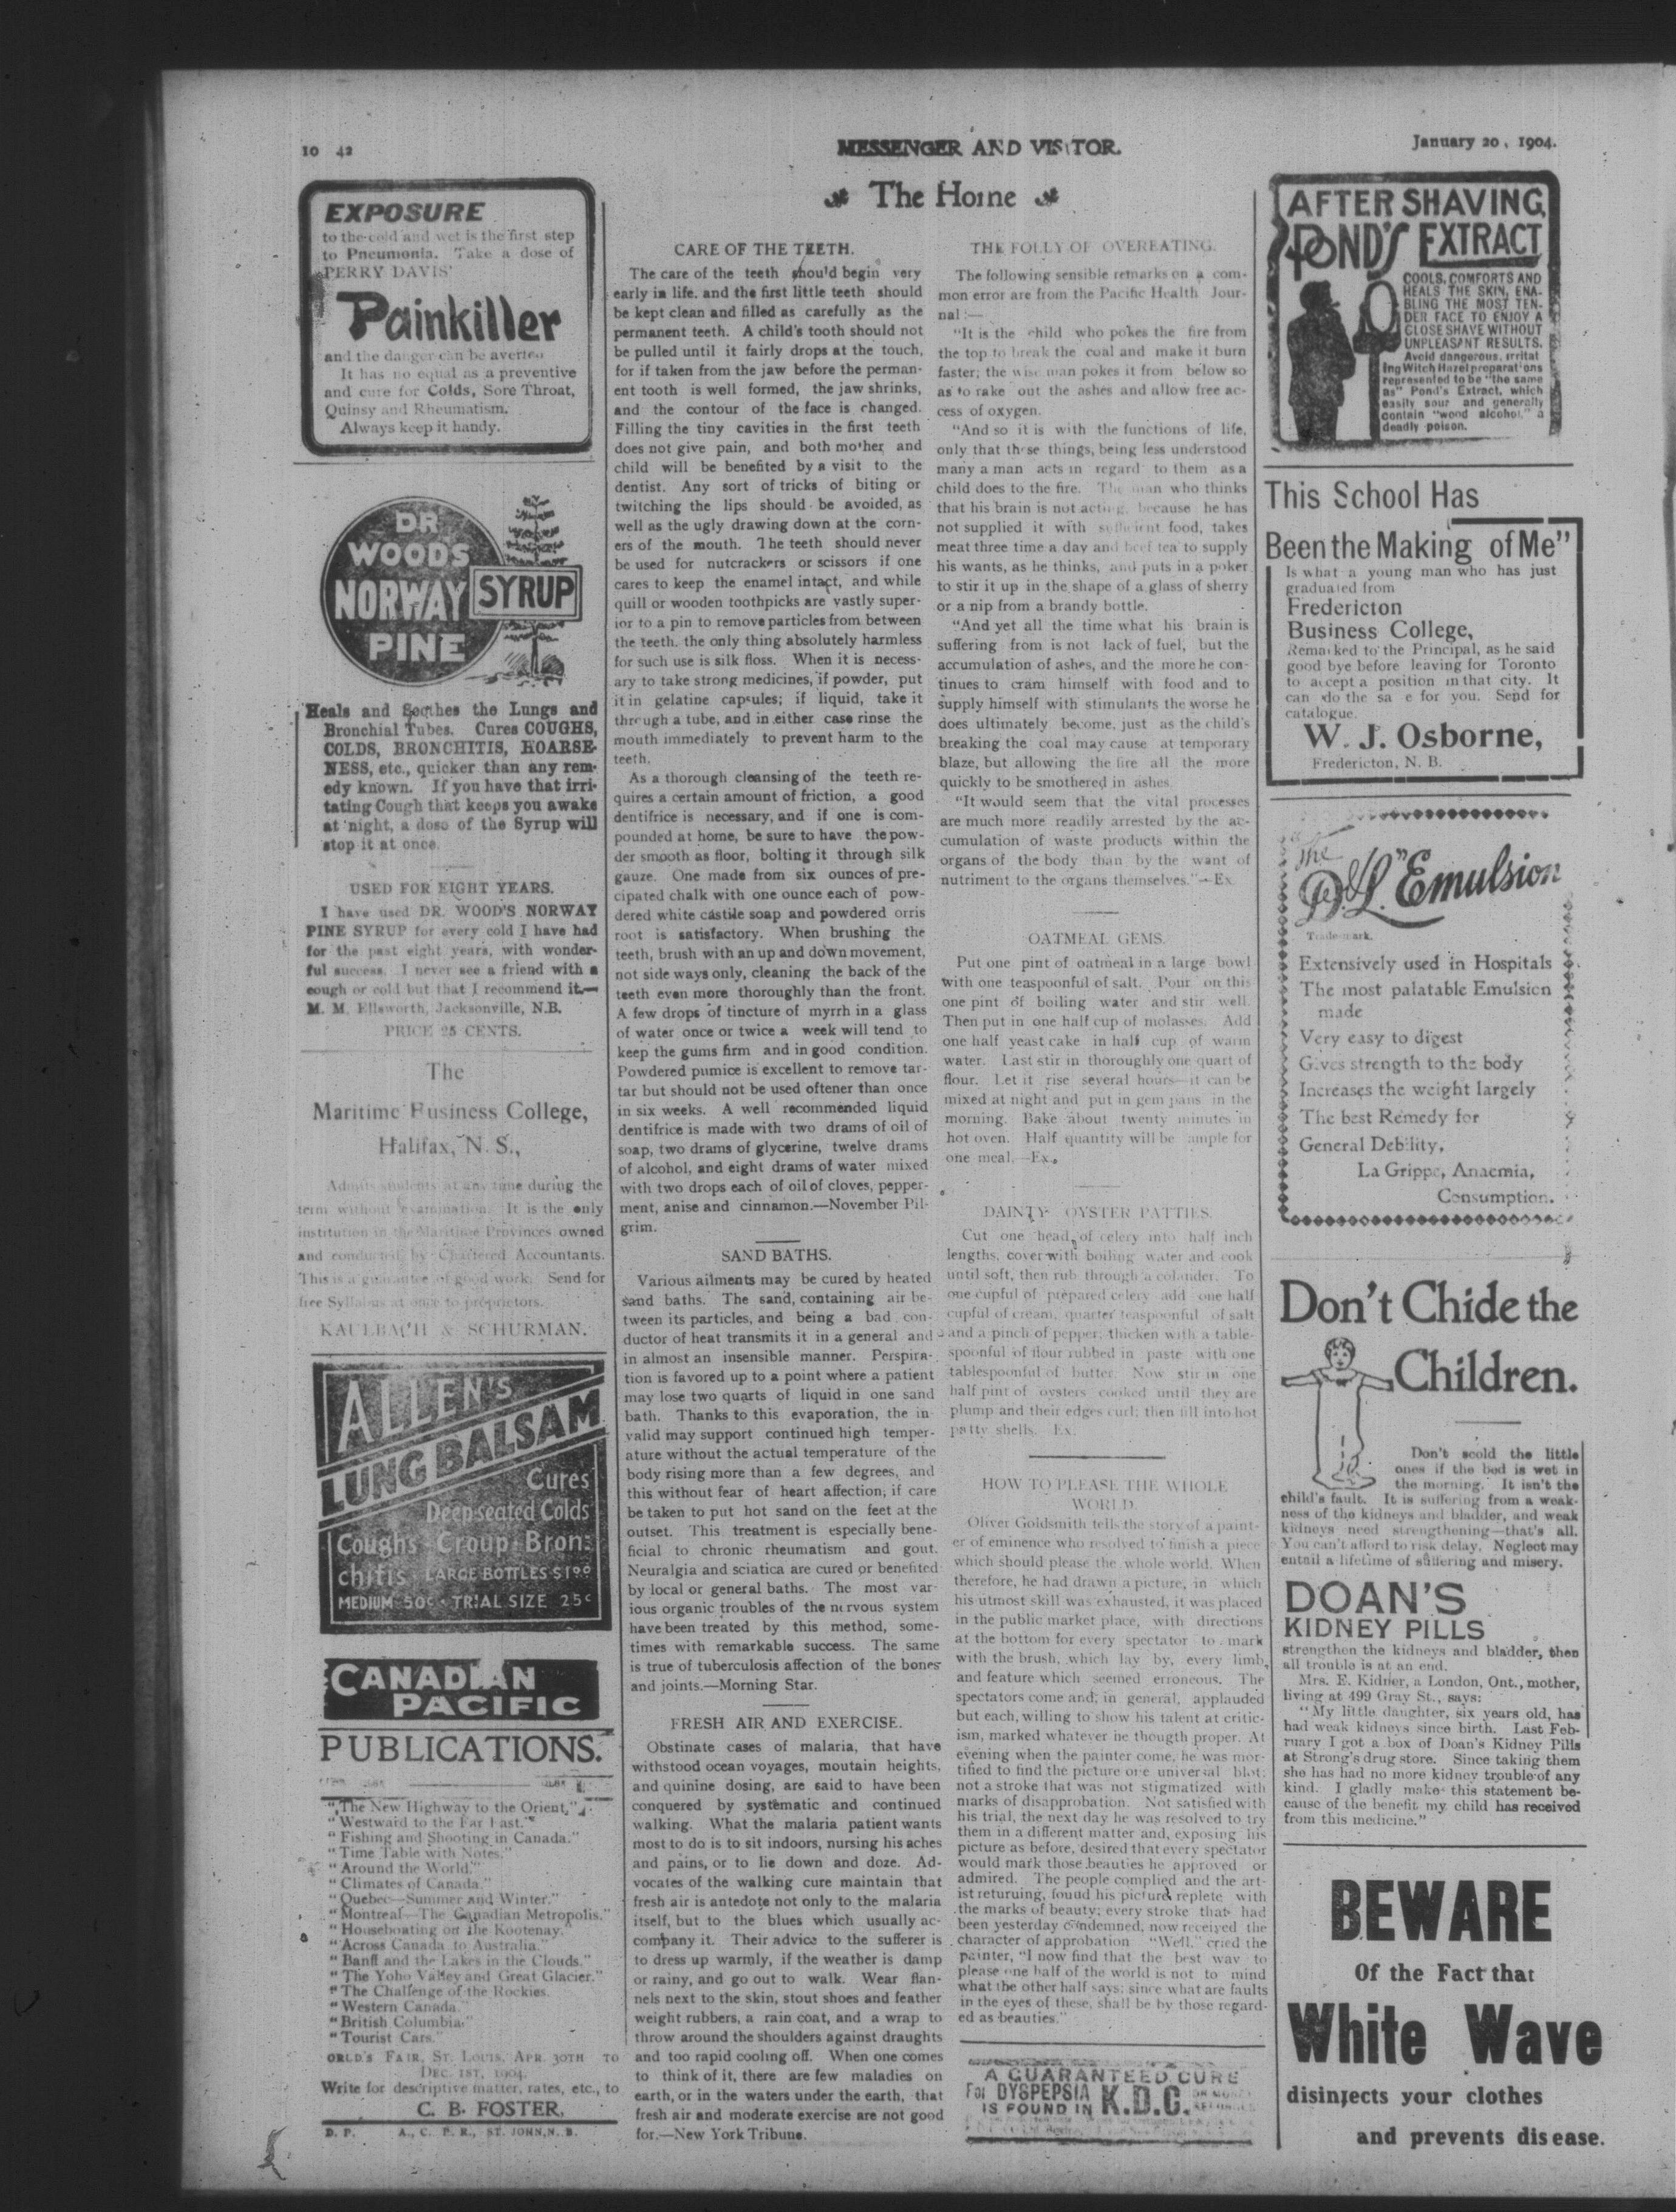 10 42
MESSENGER AND VISITOR.
January 20, 1904.
The Home
EXPOSURE
to the cold and wet is the first step
to Pneumonia. Take a dose of
PERRY DAVIS'
Painkiller
and the danger can be averted
It has no equal as a preventive
and cure for Colds, Sore Throat,
Quinsy and Rheumatism.
Always keep it handy.
DR
WOODS
NORWAY
SYRUP
PINE
Heals and Soothes the Lungs and
Bronchial Tubes. Cures COUGHS,
COLDS, BRONCHITIS, HOARSE-
NESS, etc., quicker than any rem-
edy known. If you have that irri-
tating Cough that keeps you awake
at night, a dose of the Syrup will
stop it at once.
USED FOR EIGHT YEARS.
I have used DR. WOOD'S NORWAY
PINE SYRUP for every cold I have had
for the past eight years, with wonder-
ful success. I never see a friend with a
cough or cold but that I recommend it.—
M. M. Ellsworth, Jacksonville, N.B.
PRICE 25 CENTS.
The
Maritime Business College,
Halifax, N. S.,
Admits students at any time during the
term without examination. It is the only
institution in the Maritime Provinces owned
and conducted by Chartered Accountants.
This is a guarantee of good work. Send for
free Syllabus at once to proprietors.
KAULBACH & SCHURMAN.
ALLEN'S
LUNG BALSAM
Cures
Deep-seated Colds
Coughs · Croup · Bron-
chitis · LARGE BOTTLES $1.00
MEDIUM 50c · TRIAL SIZE 25c
CANADIAN
PACIFIC
PUBLICATIONS.
"The New Highway to the Orient,"
"Westward to the Far East."
"Fishing and Shooting in Canada."
"Time Table with Notes."
"Around the World."
"Climates of Canada."
"Quebec—Summer and Winter."
"Montreal—The Canadian Metropolis."
"Houseboating on the Kootenay."
"Across Canada to Australia."
"Banff and the Lakes in the Clouds."
"The Yoho Valley and Great Glacier."
"The Challenge of the Rockies.
"Western Canada."
"British Columbia."
"Tourist Cars."
ORLD'S FAIR, ST. LOUIS, APR. 30TH TO
DEC. 1ST, 1904.
Write for descriptive matter, rates, etc., to
C. B. FOSTER,
D. P. A., C. P. R., ST. JOHN, N. B.
CARE OF THE TEETH.
The care of the teeth shou'd begin very
early in life. and the first little teeth should
be kept clean and filled as carefully as the
permanent teeth. A child's tooth should not
be pulled until it fairly drops at the touch,
for if taken from the jaw before the perman-
ent tooth is well formed, the jaw shrinks,
and the contour of the face is changed.
Filling the tiny cavities in the first teeth
does not give pain, and both mother and
child will be benefited by a visit to the
dentist. Any sort of tricks of biting or
twitching the lips should be avoided, as
well as the ugly drawing down at the corn-
ers of the mouth. The teeth should never
be used for nutcrackers or scissors if one
cares to keep the enamel intact, and while
quill or wooden toothpicks are vastly super-
ior to a pin to remove particles from between
the teeth. the only thing absolutely harmless
for such use is silk floss. When it is necess-
ary to take strong medicines, if powder, put
it in gelatine capsules; if liquid, take it
through a tube, and in either case rinse the
mouth immediately to prevent harm to the
teeth.
As a thorough cleansing of the teeth re-
quires a certain amount of friction, a good
dentifrice is necessary, and if one is com-
pounded at home, be sure to have the pow-
der smooth as floor, bolting it through silk
gauze. One made from six ounces of pre-
cipated chalk with one ounce each of pow-
dered white castile soap and powdered orris
root is satisfactory. When brushing the
teeth, brush with an up and down movement,
not side ways only, cleaning the back of the
teeth even more thoroughly than the front.
A few drops of tincture of myrrh in a glass
of water once or twice a week will tend to
keep the gums firm and in good condition.
Powdered pumice is excellent to remove tar-
tar but should not be used oftener than once
in six weeks. A well recommended liquid
dentifrice is made with two drams of oil of
soap, two drams of glycerine, twelve drams
of alcohol, and eight drams of water mixed
with two drops each of oil of cloves, pepper-
ment, anise and cinnamon.—November Pil-
grim.
SAND BATHS.
Various ailments may be cured by heated
sand baths. The sand, containing air be-
tween its particles, and being a bad con-
ductor of heat transmits it in a general and
in almost an insensible manner. Perspira-
tion is favored up to a point where a patient
may lose two quarts of liquid in one sand
bath. Thanks to this evaporation, the in-
valid may support continued high temper-
ature without the actual temperature of the
body rising more than a few degrees, and
this without fear of heart affection, if care
be taken to put hot sand on the feet at the
outset. This treatment is especially bene-
ficial to chronic rheumatism and gout.
Neuralgia and sciatica are cured or benefited
by local or general baths. The most var-
ious organic troubles of the nervous system
have been treated by this method, some-
times with remarkable success. The same
is true of tuberculosis affection of the bones
and joints.—Morning Star.
FRESH AIR AND EXERCISE.
Obstinate cases of malaria, that have
withstood ocean voyages, moutain heights,
and quinine dosing, are said to have been
conquered by systematic and continued
walking. What the malaria patient wants
most to do is to sit indoors, nursing his aches
and pains, or to lie down and doze. Ad-
vocates of the walking cure maintain that
fresh air is antedote not only to the malaria
itself, but to the blues which usually ac-
company it. Their advice to the sufferer is
to dress up warmly, if the weather is damp
or rainy, and go out to walk. Wear flan-
nels next to the skin, stout shoes and feather
weight rubbers, a rain coat, and a wrap to
throw around the shoulders against draughts
and too rapid cooling off. When one comes
to think of it, there are few maladies on
earth, or in the waters under the earth, that
fresh air and moderate exercise are not good
for.—New York Tribune.
THE FOLLY OF OVEREATING.
The following sensible remarks on a com-
mon error are from the Pacific Health Jour-
nal :—
"It is the child who pokes the fire from
the top to break the coal and make it burn
faster; the wise man pokes it from below so
as to rake out the ashes and allow free ac-
cess of oxygen.
"And so it is with the functions of life,
only that these things, being less understood
many a man acts in regard to them as a
child does to the fire. The man who thinks
that his brain is not acting, because he has
not supplied it with sufficient food, takes
meat three time a day and beef tea to supply
his wants, as he thinks, and puts in a poker
to stir it up in the shape of a glass of sherry
or a nip from a brandy bottle.
"And yet all the time what his brain is
suffering from is not lack of fuel, but the
accumulation of ashes, and the more he con-
tinues to cram himself with food and to
supply himself with stimulants the worse he
does ultimately become, just as the child's
breaking the coal may cause at temporary
blaze, but allowing the fire all the more
quickly to be smothered in ashes.
"It would seem that the vital processes
are much more readily arrested by the ac-
cumulation of waste products within the
organs of the body than by the want of
nutriment to the organs themselves."—Ex.
OATMEAL GEMS.
Put one pint of oatmeal in a large bowl
with one teaspoonful of salt. Pour on this
one pint of boiling water and stir well.
Then put in one half cup of molasses. Add
one half yeast cake in half cup of warm
water. Last stir in thoroughly one quart of
flour. Let it rise several hours—it can be
mixed at night and put in gem pans in the
morning. Bake about twenty minutes in
hot oven. Half quantity will be ample for
one meal.—Ex.
DAINTY OYSTER PATTIES.
Cut one head of celery into half inch
lengths, cover with boiling water and cook
until soft, then rub through a colander. To
one cupful of prepared celery add one half
cupful of cream, quarter teaspoonful of salt
and a pinch of pepper; thicken with a table-
spoonful of flour rubbed in paste with one
tablespoonful of butter. Now stir in one
half pint of oysters cooked until they are
plump and their edges curl; then fill into hot
patty shells. Ex.
HOW TO PLEASE THE WHOLE
WORLD.
Oliver Goldsmith tells the story of a paint-
er of eminence who resolved to finish a piece
which should please the whole world. When
therefore, he had drawn a picture, in which
his utmost skill was exhausted, it was placed
in the public market place, with directions
at the bottom for every spectator to mark
with the brush, which lay by, every limb,
and feature which seemed erroneous. The
spectators come and, in general, applauded
but each, willing to show his talent at critic-
ism, marked whatever he thougth proper. At
evening when the painter come, he was mor-
tified to find the picture one universal blot;
not a stroke that was not stigmatized with
marks of disapprobation. Not satisfied with
his trial, the next day he was resolved to try
them in a different matter and, exposing his
picture as before, desired that every spectator
would mark those beauties he approved or
admired. The people complied and the art-
ist returuing, found his picture replete with
the marks of beauty; every stroke that had
been yesterday condemned, now received the
character of approbation "Well," cried the
painter, "I now find that the best way to
please one half of the world is not to mind
what the other half says; since what are faults
in the eyes of these, shall be by those regard-
ed as beauties."
A GUARANTEED CURE
For DYSPEPSIA
IS FOUND IN
K.D.C.
AFTER SHAVING
POND'S EXTRACT
COOLS, COMFORTS AND
HEALS THE SKIN, ENA-
BLING THE MOST TEN-
DER FACE TO ENJOY A
CLOSE SHAVE WITHOUT
UNPLEASANT RESULTS.
Avoid dangerous, irritat
ing Witch Hazel preparations
represented to be "the same
as" Pond's Extract, which
easily sour and generally
contain "wood alcohol," a
deadly poison.
This School Has
Been the Making of Me"
Is what a young man who has just
graduated from
Fredericton
Business College,
Remarked to the Principal, as he said
good bye before leaving for Toronto
to accept a position in that city. It
can do the sa e for you. Send for
catalogue.
W. J. Osborne,
Fredericton, N. B.
The
"D.&L." Emulsion
Trade-mark.
Extensively used in Hospitals
The most palatable Emulsion
made
Very easy to digest
Gives strength to the body
Increases the weight largely
The best Remedy for
General Debility,
La Grippe, Anaemia,
Consumption.
Don't Chide the
Children.
Don't scold the little
ones if the bed is wet in
the morning. It isn't the
child's fault. It is suffering from a weak-
ness of the kidneys and bladder, and weak
kidneys need strengthening—that's all.
You can't afford to risk delay. Neglect may
entail a lifetime of suffering and misery.
DOAN'S
KIDNEY PILLS
strengthen the kidneys and bladder, then
all trouble is at an end.
Mrs. E. Kidner, a London, Ont., mother,
living at 499 Gray St., says:
"My little daughter, six years old, has
had weak kidneys since birth. Last Feb-
ruary I got a box of Doan's Kidney Pills
at Strong's drug store. Since taking them
she has had no more kidney trouble of any
kind. I gladly make this statement be-
cause of the benefit my child has received
from this medicine."
BEWARE
Of the Fact that
White Wave
disinfects your clothes
and prevents disease.